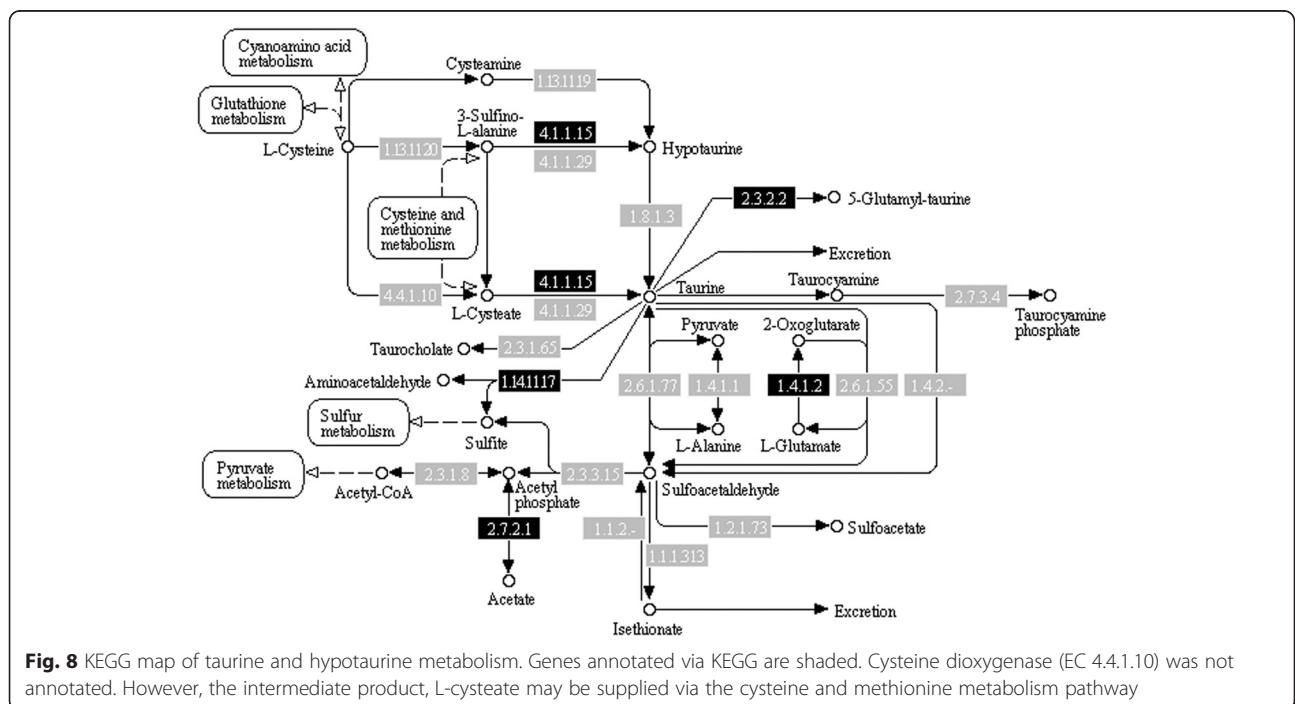 Cyanoamino acid
metabolism
Cysteamine
1.13.11.19
Glutathione
metabolism
3-Sulfino-
L-alanine
4.1.1.15
L-Cysteine
1.13.11.20
4.1.1.29
Hypotaurine
Cysteine and
methionine
metabolism
1.8.1.3
2.3.2.2
5-Glutamyl-taurine
Excretion
4.1.1.15
4.4.1.10
L-Cysteate
4.1.1.29
Taurine
Taurocyamine
2.7.3.4
Taurocyamine
phosphate
Taurocholate
2.3.1.65
Pyruvate
2-Oxoglutarate
Aminoacetaldehyde
1.14.11.17
2.6.1.77
1.4.1.1
1.4.1.2
2.6.1.55
1.4.2.-
Sulfur
metabolism
Sulfite
L-Alanine
L-Glutamate
Pyruvate
metabolism
Acetyl-CoA
2.3.1.8
Acetyl
phosphate
2.3.3.15
Sulfoacetaldehyde
2.7.2.1
1.1.2.-
1.2.1.73
Sulfoacetate
1.1.1.313
Acetate
Isethionate
Excretion
Fig. 8 KEGG map of taurine and hypotaurine metabolism. Genes annotated via KEGG are shaded. Cysteine dioxygenase (EC 4.4.1.10) was not
annotated. However, the intermediate product, L-cysteate may be supplied via the cysteine and methionine metabolism pathway